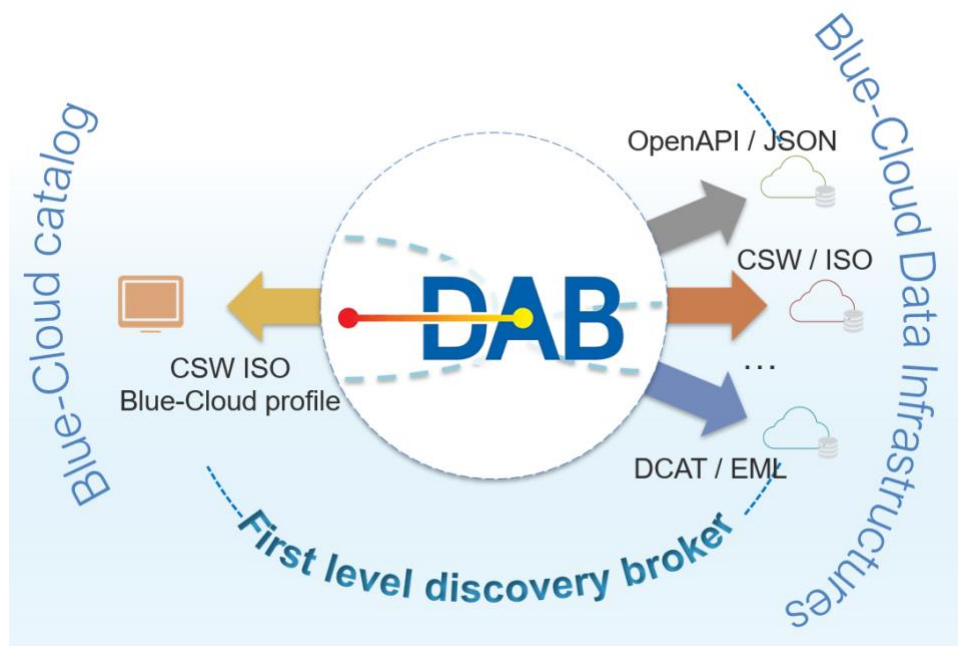 Blue-Cloud catalog
CSW ISO
Blue-Cloud profile
DAB
First level discovery broker
OpenAPI / JSON
CSW / ISO
...
DCAT / EML
Blue-Cloud Data Infrastructures